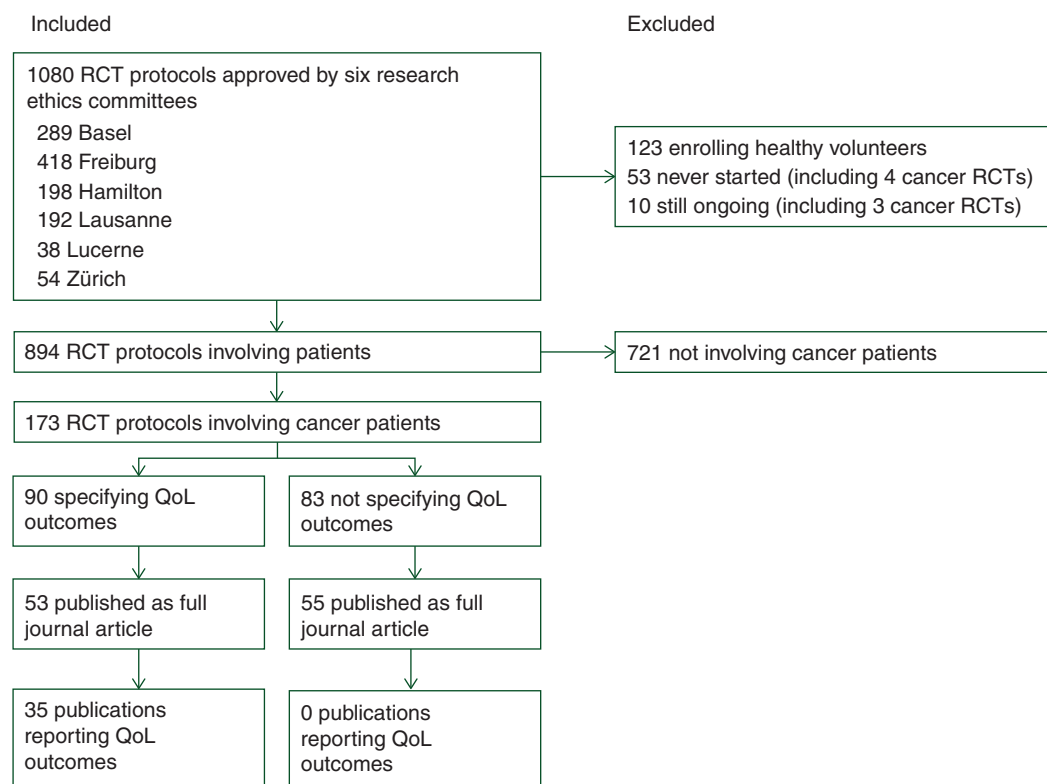 Included
Excluded
1080 RCT protocols approved by six research
ethics committees
289 Basel
418 Freiburg
198 Hamilton
192 Lausanne
38 Lucerne
54 Zürich
123 enrolling healthy volunteers
53 never started (including 4 cancer RCTs)
10 still ongoing (including 3 cancer RCTs)
894 RCT protocols involving patients
721 not involving cancer patients
173 RCT protocols involving cancer patients
90 specifying QoL
outcomes
83 not specifying QoL
outcomes
53 published as full
journal article
55 published as full
journal article
35 publications
reporting QoL
outcomes
0 publications
reporting QoL
outcomes